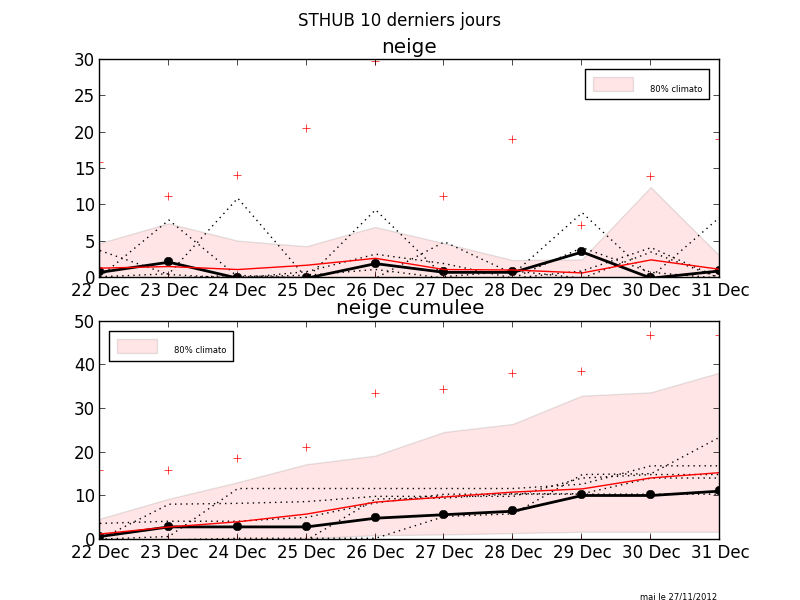 STHUB 10 derniers jours
neige
30
25
20
15
10
5
0
80% climato
22 Dec 23 Dec 24 Dec 25 Dec 26 Dec 27 Dec 28 Dec 29 Dec 30 Dec 31 Dec
neige cumulee
50
40
30
20
10
0
80% climato
22 Dec 23 Dec 24 Dec 25 Dec 26 Dec 27 Dec 28 Dec 29 Dec 30 Dec 31 Dec
mai le 27/11/2012